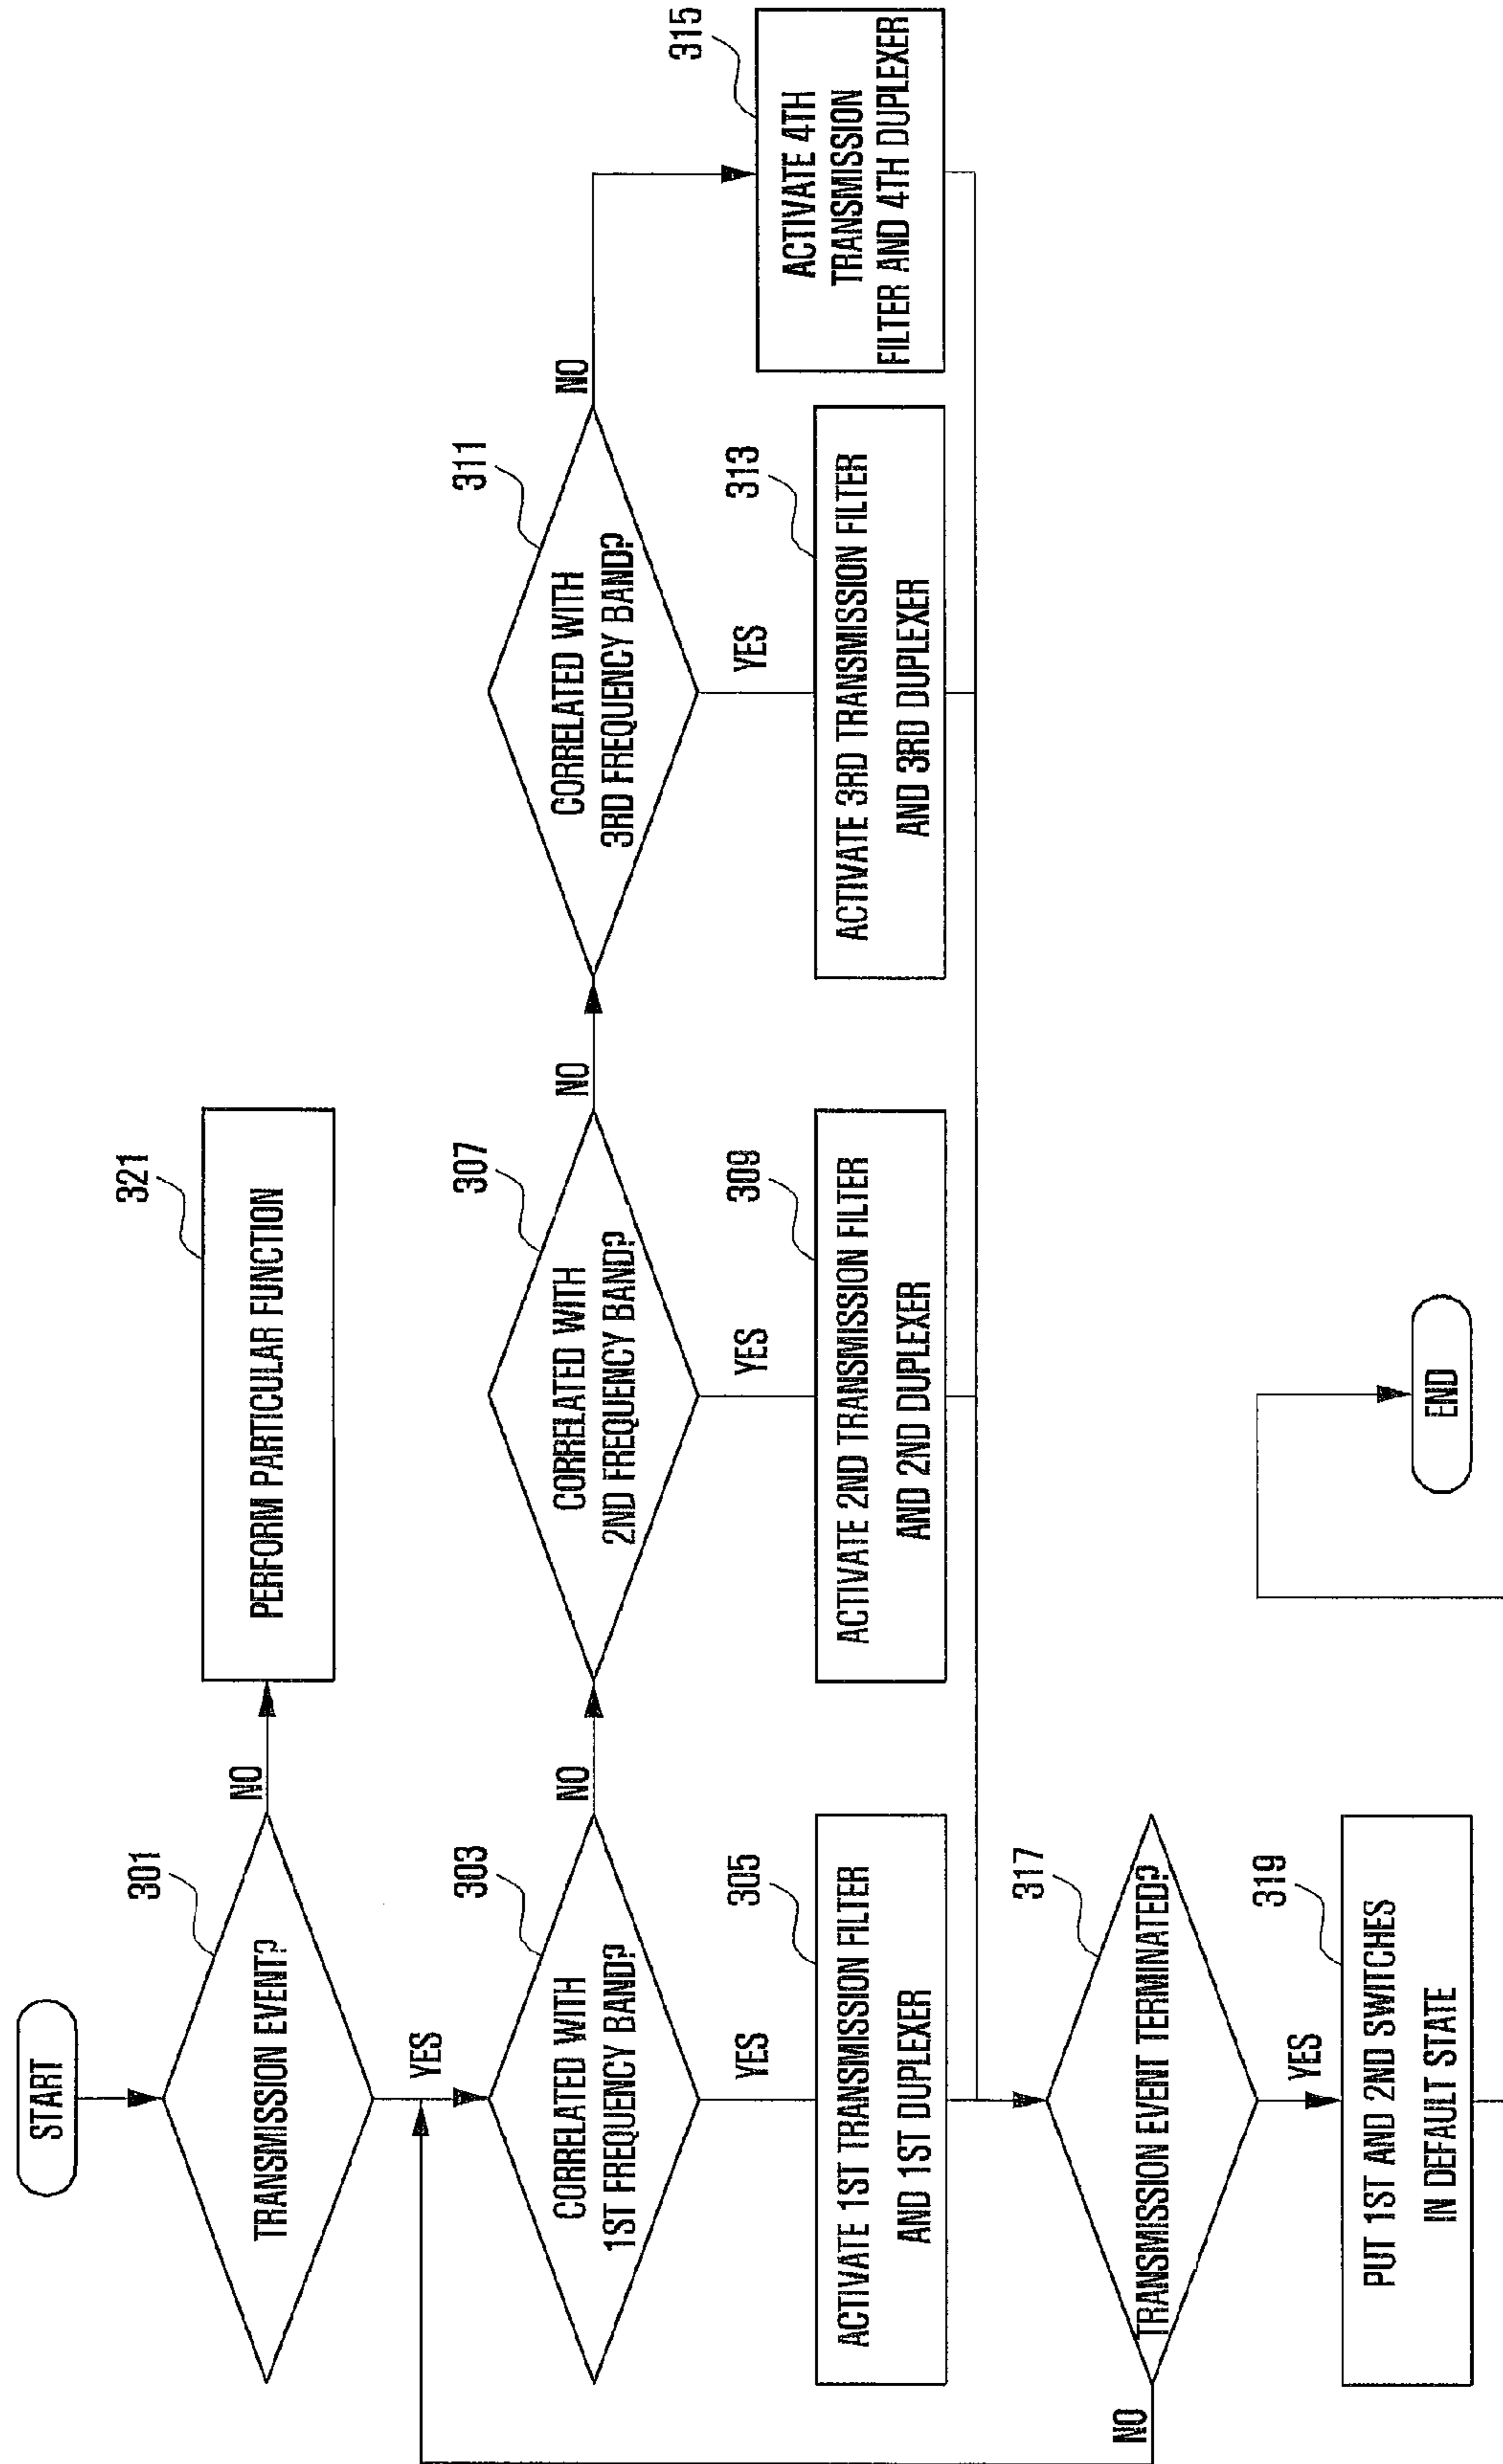 START
301
TRANSMISSION EVENT?
NO
321
PERFORM PARTICULAR FUNCTION
YES
303
CORRELATED WITH
1ST FREQUENCY BAND?
NO
307
CORRELATED WITH
2ND FREQUENCY BAND?
NO
311
CORRELATED WITH
3RD FREQUENCY BAND?
NO
YES
305
ACTIVATE 1ST TRANSMISSION FILTER
AND 1ST DUPLEXER
YES
309
ACTIVATE 2ND TRANSMISSION FILTER
AND 2ND DUPLEXER
YES
313
ACTIVATE 3RD TRANSMISSION FILTER
AND 3RD DUPLEXER
315
ACTIVATE 4TH
TRANSMISSION
FILTER AND 4TH DUPLEXER
317
TRANSMISSION EVENT TERMINATED?
NO
YES
319
PUT 1ST AND 2ND SWITCHES
IN DEFAULT STATE
END